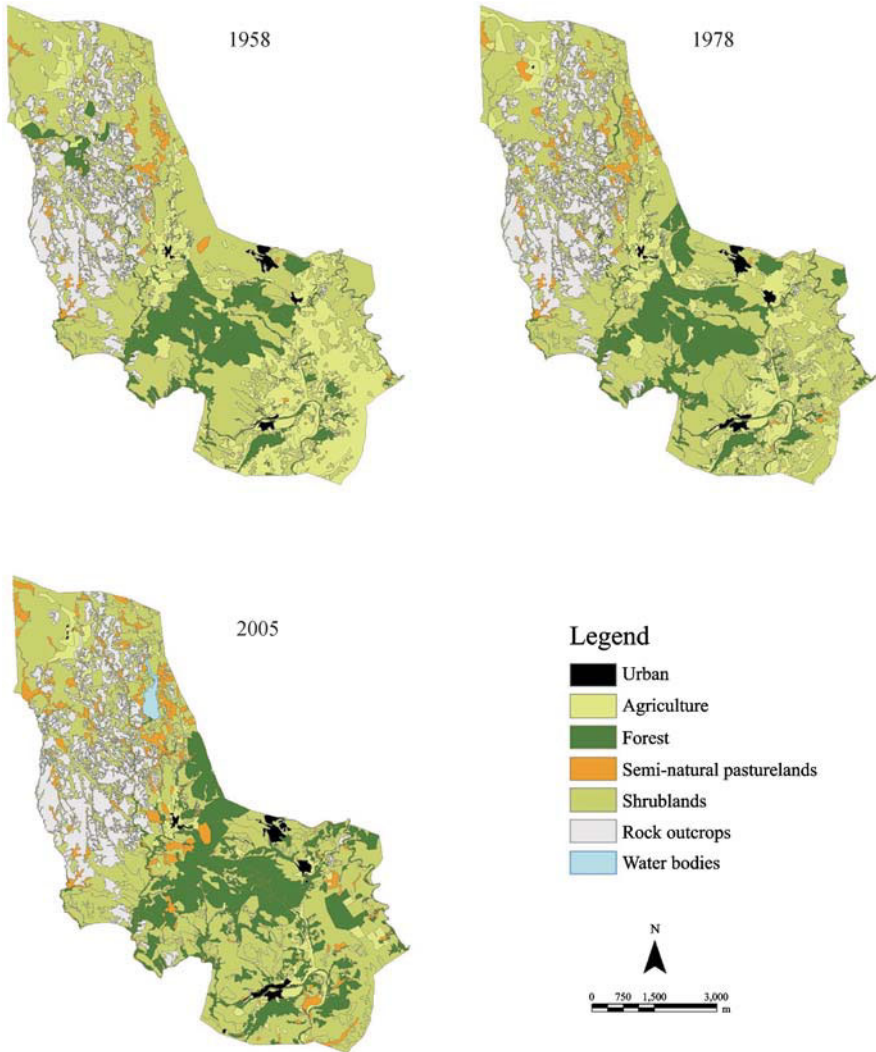 1958
1978
2005
Legend
Urban
Agriculture
Forest
Semi-natural pasturelands
Shrublands
Rock outcrops
Water bodies
N
0 750 1,500 3,000
m